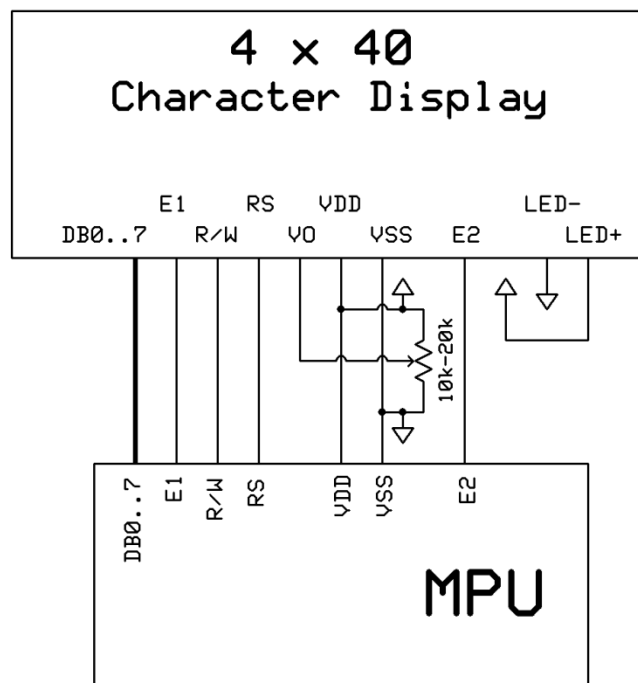 4 x 40
Character Display
E1 RS VDD LED-
DB0..7 R/W VO VSS E2 LED+
10k-20k
DB0..7 E1 R/W RS VDD VSS E2
MPU